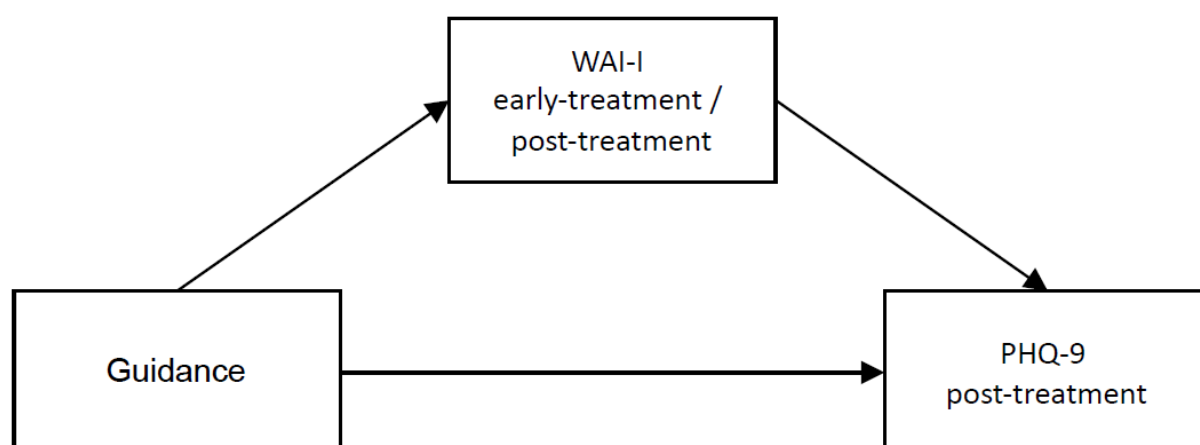 WAI-I
early-treatment /
post-treatment
Guidance
PHQ-9
post-treatment